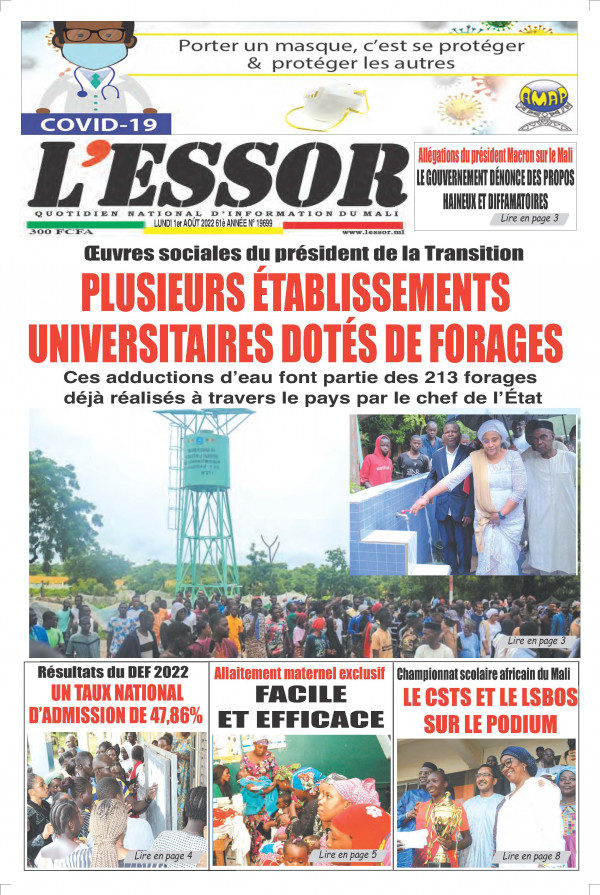 Porter un masque, c'est se protéger
& protéger les autres
COVID-19
AMAP
L'ESSOR
QUOTIDIEN NATIONAL D'INFORMATION DU MALI
LUNDI 1er AOÛT 2022 61è ANNÉE N° 19699
300 FCFA
www.lessor.ml
Allégations du président Macron sur le Mali
LE GOUVERNEMENT DÉNONCE DES PROPOS
HAINEUX ET DIFFAMATOIRES
Lire en page 3
Œuvres sociales du président de la Transition
PLUSIEURS ÉTABLISSEMENTS
UNIVERSITAIRES DOTÉS DE FORAGES
Ces adductions d'eau font partie des 213 forages
déjà réalisés à travers le pays par le chef de l'État
Lire en page 3
Résultats du DEF 2022
UN TAUX NATIONAL
D'ADMISSION DE 47,86%
Lire en page 4
Allaitement maternel exclusif
FACILE
ET EFFICACE
Lire en page 5
Championnat scolaire africain du Mali
LE CSTS ET LE LSBOS
SUR LE PODIUM
Lire en page 8